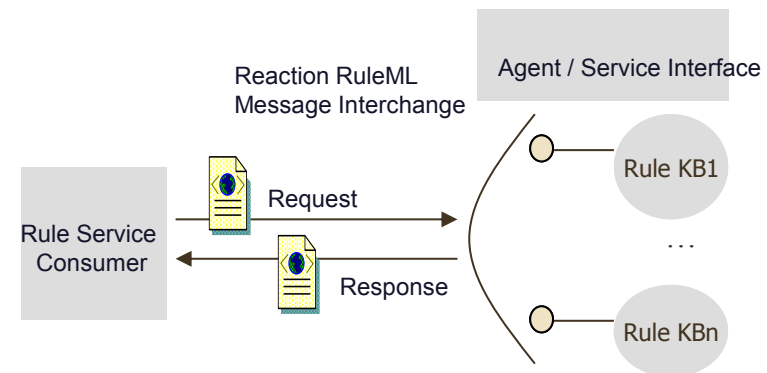 Reaction RuleML
Message Interchange
Agent / Service Interface
Request
Rule Service
Consumer
Response
Rule KB1
...
Rule KBn